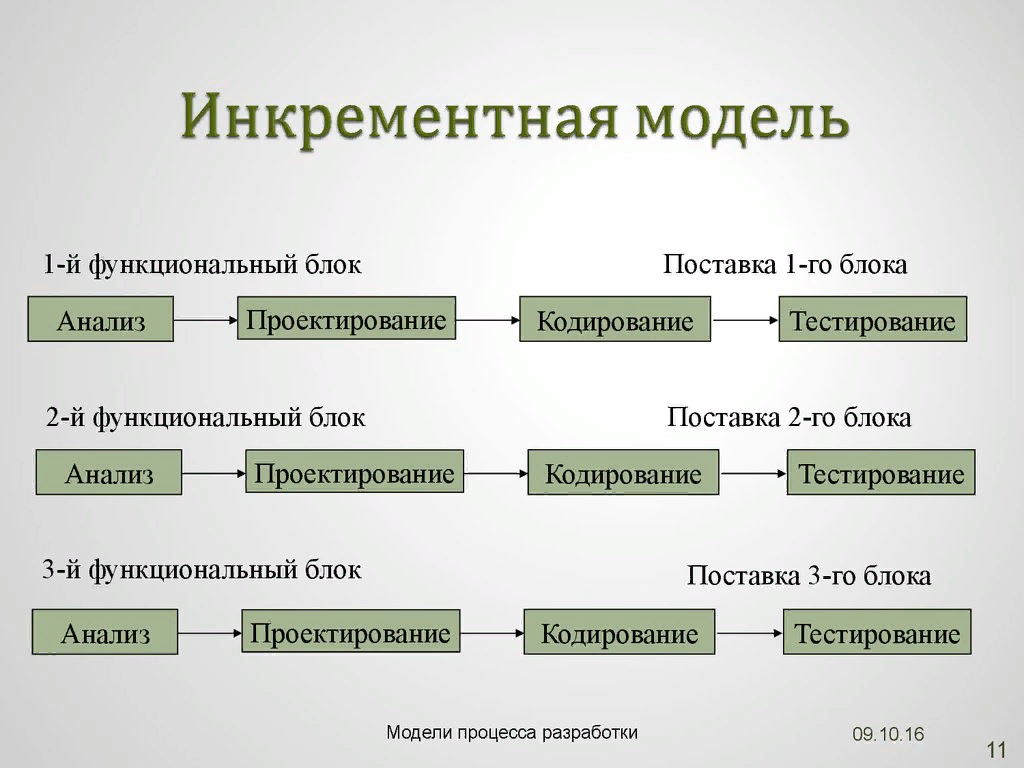 Инкрементная модель
1-й функциональный блок
Поставка 1-го блока
Анализ
Проектирование
Кодирование
Тестирование
2-й функциональный блок
Поставка 2-го блока
Анализ
Проектирование
Кодирование
Тестирование
3-й функциональный блок
Поставка 3-го блока
Анализ
Проектирование
Кодирование
Тестирование
Модели процесса разработки
09.10.16
11